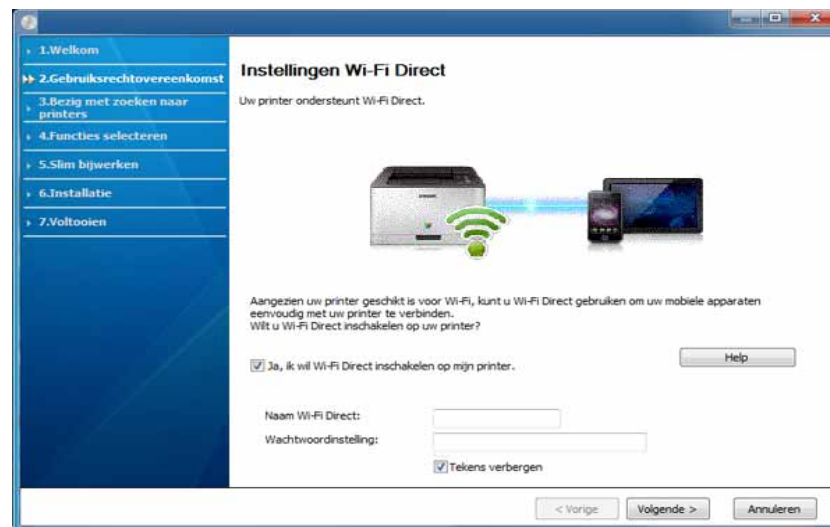 1.Welkom
2.Gebruiksrechtovereenkomst
3.Bezig met zoeken naar
printers
4.Functies selecteren
5.Slim bijwerken
6.Installatie
7.Voltooien
Instellingen Wi-Fi Direct
Uw printer ondersteunt Wi-Fi Direct.
Aangezien uw printer geschikt is voor Wi-Fi, kunt u Wi-Fi Direct gebruiken om uw mobiele apparaten
eenvoudig met uw printer te verbinden.
Wilt u Wi-Fi Direct inschakelen op uw printer?
Ja, ik wil Wi-Fi Direct inschakelen op mijn printer.
Help
Naam Wi-Fi Direct:
Wachtwoordinstelling:
Tekens verbergen
< Vorige
Volgende >
Annuleren